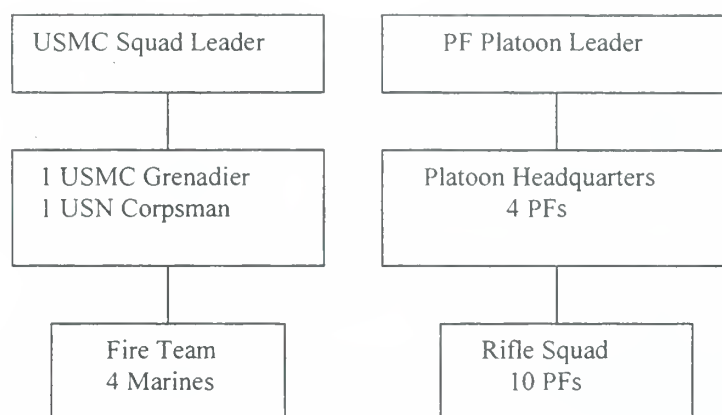 USMC Squad Leader
PF Platoon Leader
1 USMC Grenadier
1 USN Corpsman
Platoon Headquarters
4 PFs
Fire Team
4 Marines
Rifle Squad
10 PFs